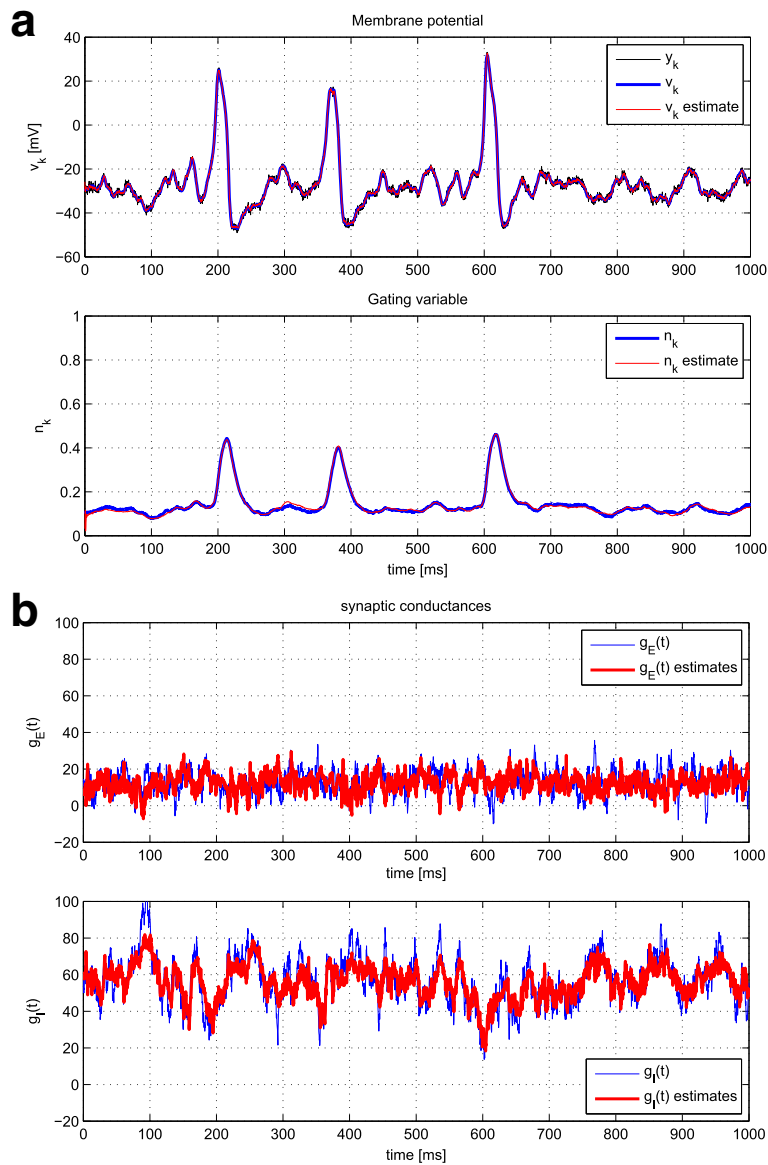 a
Membrane potential
40
20
0
−20
−40
−60
v_k [mV]
y_k
v_k
v_k estimate
0 100 200 300 400 500 600 700 800 900 1000
Gating variable
1
0.8
0.6
0.4
0.2
0
n_k
n_k
n_k estimate
0 100 200 300 400 500 600 700 800 900 1000
time [ms]
b
synaptic conductances
100
80
60
40
20
0
−20
g_E(t)
g_E(t)
g_E(t) estimates
0 100 200 300 400 500 600 700 800 900 1000
time [ms]
100
80
60
40
20
0
−20
g_I(t)
g_I(t)
g_I(t) estimates
0 100 200 300 400 500 600 700 800 900 1000
time [ms]